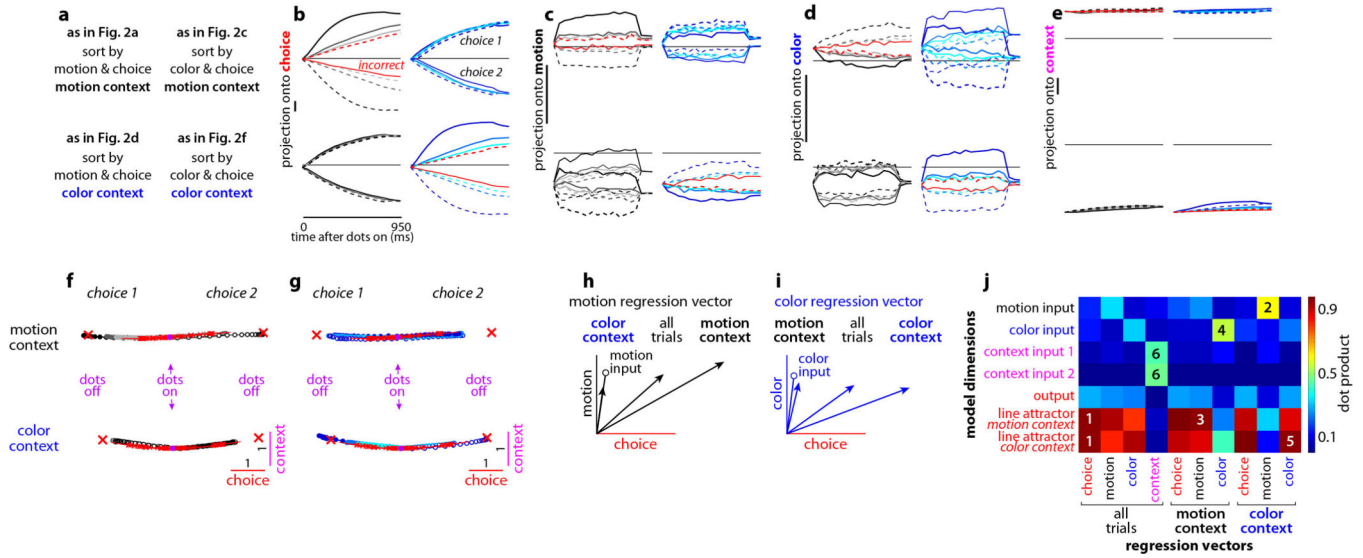 a
as in Fig. 2a
sort by
motion & choice
motion context
as in Fig. 2c
sort by
color & choice
motion context
as in Fig. 2d
sort by
motion & choice
color context
as in Fig. 2f
sort by
color & choice
color context
b
projection onto choice
incorrect
choice 1
choice 2
0
950
time after dots on (ms)
c
projection onto motion
d
projection onto color
e
projection onto context
f
choice 1
choice 2
motion
context
dots
off
dots
on
dots
off
color
context
1
choice
1
context
g
choice 1
choice 2
dots
off
dots
on
dots
off
1
choice
1
context
h
motion regression vector
color
context
all
trials
motion
context
motion
input
motion
choice
i
color regression vector
motion
context
all
trials
color
context
color
input
color
choice
j
model dimensions
motion input
color input
context input 1
context input 2
output
line attractor
motion context
line attractor
color context
2
4
6
6
1
3
1
5
0.9
0.5
0.1
dot product
choice
motion
color
context
choice
motion
color
choice
motion
color
all
trials
motion
context
color
context
regression vectors